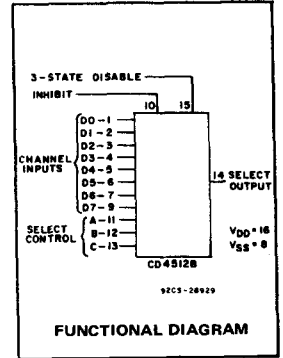 3-STATE DISABLE
INHIBIT
10 15
D0-1
D1-2
D2-3
D3-4
D4-5
D5-6
D6-7
D7-9
CHANNEL INPUTS
14 SELECT OUTPUT
A-11
B-12
C-13
SELECT CONTROL
VDD=16
VSS=8
CD4512B
92CS-28929
FUNCTIONAL DIAGRAM